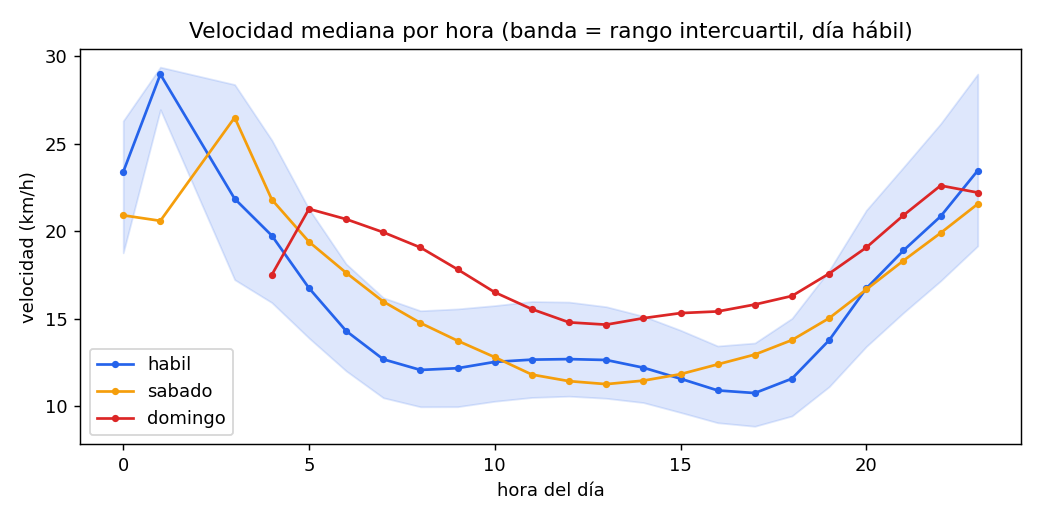 Velocidad mediana por hora (banda = rango intercuartil, día hábil)
velocidad (km/h)
30
25
20
15
10
habil
sabado
domingo
0
5
10
15
20
hora del día